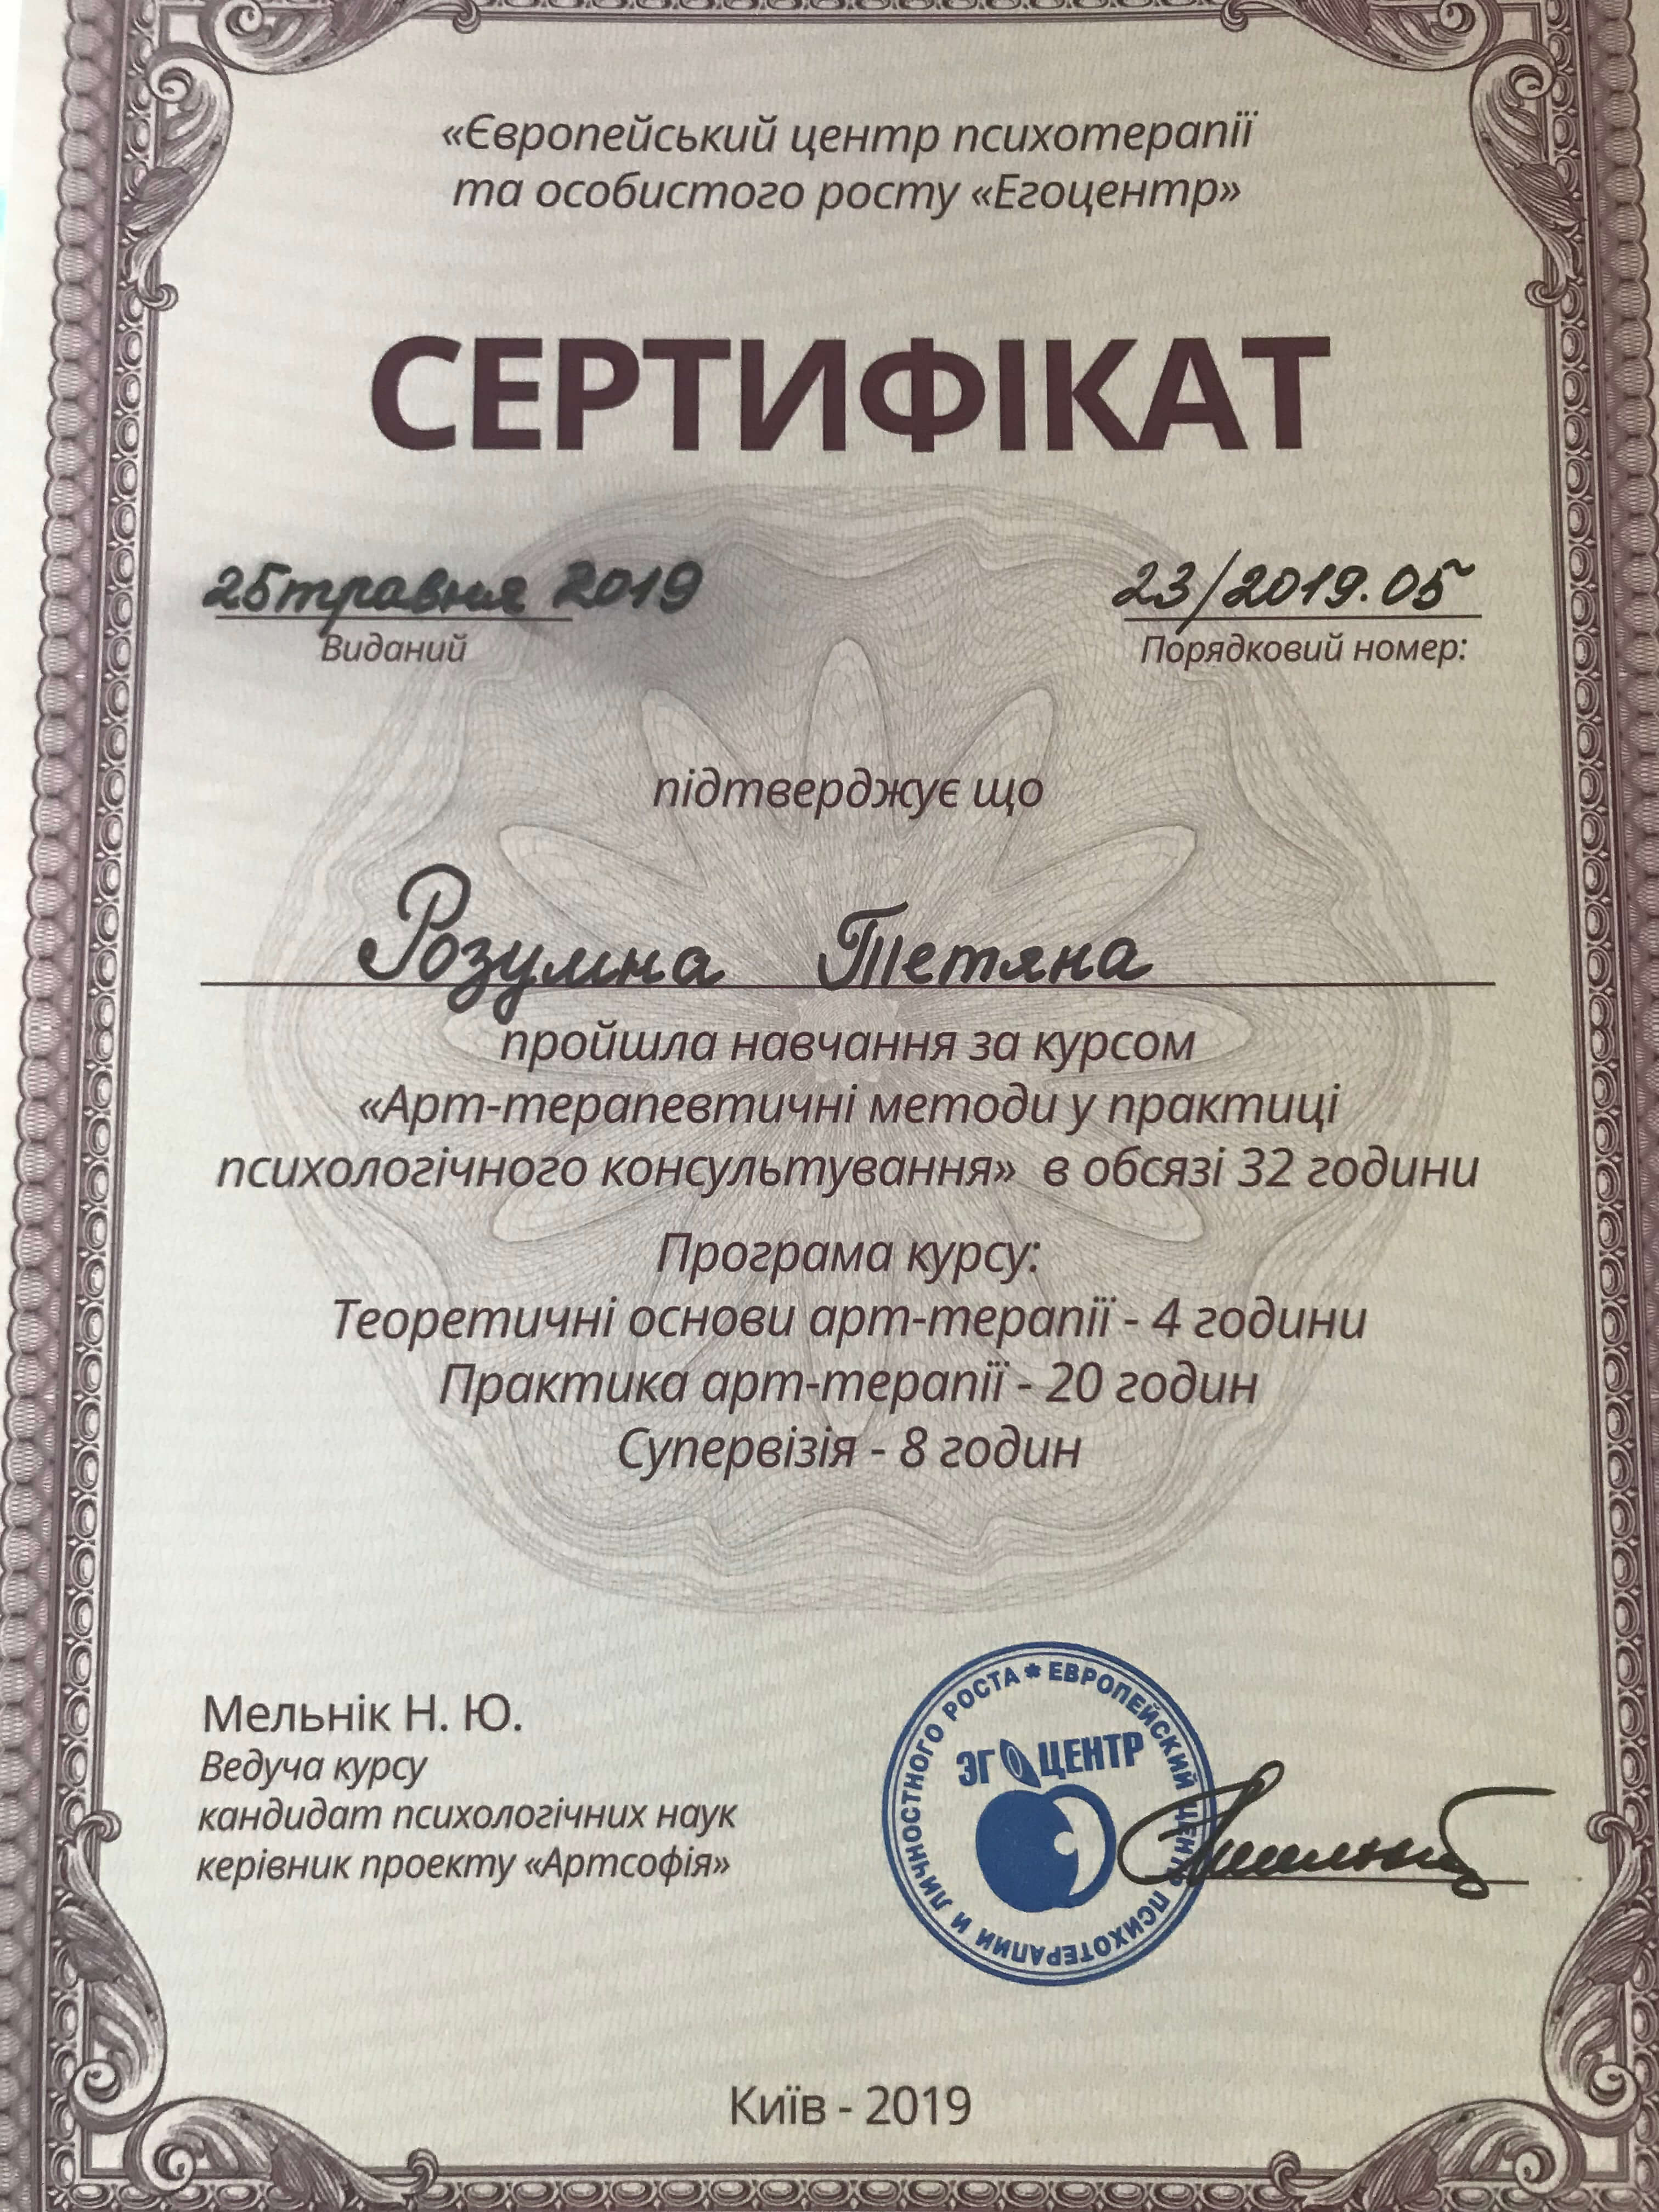 «Європейський центр психотерапії
та особистого росту «Егоцентр»
СЕРТИФІКАТ
25 травня 2019
Виданий
23/2019.05
Порядковий номер:
підтверджує що
Розумна Тетяна
пройшла навчання за курсом
«Арт-терапевтичні методи у практиці
психологічного консультування» в обсязі 32 години
Програма курсу:
Теоретичні основи арт-терапії - 4 години
Практика арт-терапії - 20 годин
Супервізія - 8 годин
Мельнік Н. Ю.
Ведуча курсу
кандидат психологічних наук
керівник проекту «Артсофія»
ЕВРОПЕЙСКИЙ ЦЕНТР ПСИХОТЕРАПИИ И ЛИЧНОСТНОГО РОСТА *
ЭГОЦЕНТР
Київ - 2019